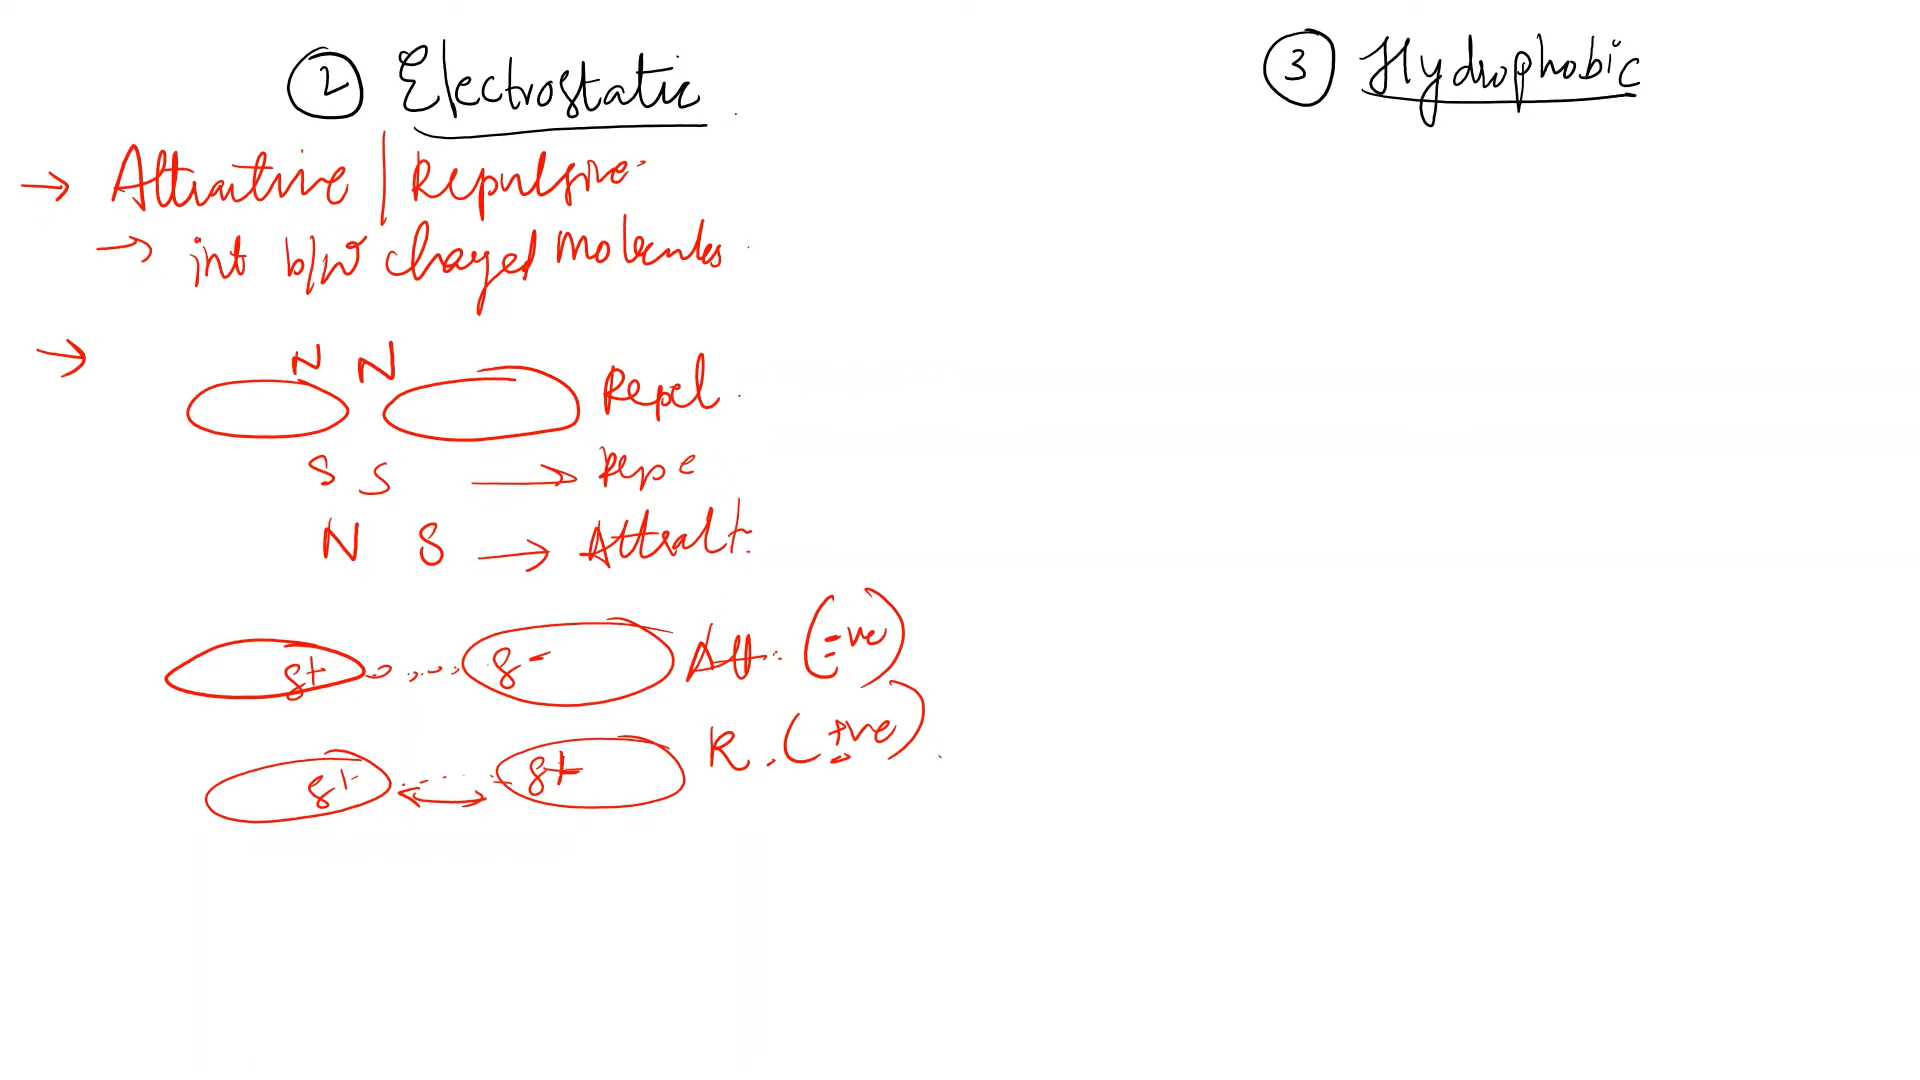 ② Electrostatic
→ Attractive | Repulsive
→ int b/w charged molecules
→
N N
Repel
S S → Repe
N S → Attract
δ+ δ- Att. (-ve)
δ+ δ+ R. (+ve)
③ Hydrophobic